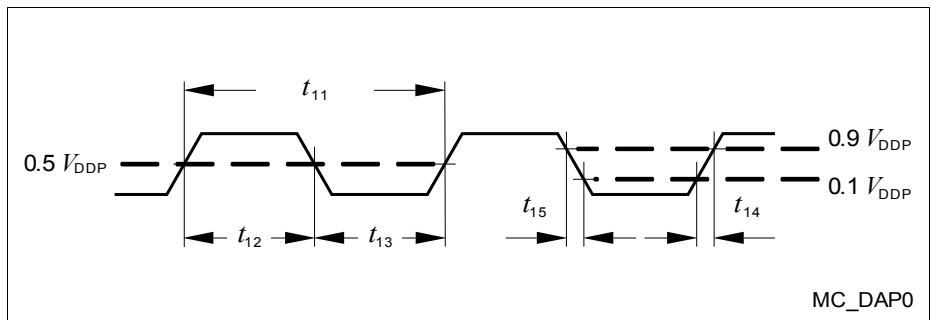 t11
0.5 VDDP
0.9 VDDP
0.1 VDDP
t15
t14
t12
t13
MC_DAP0